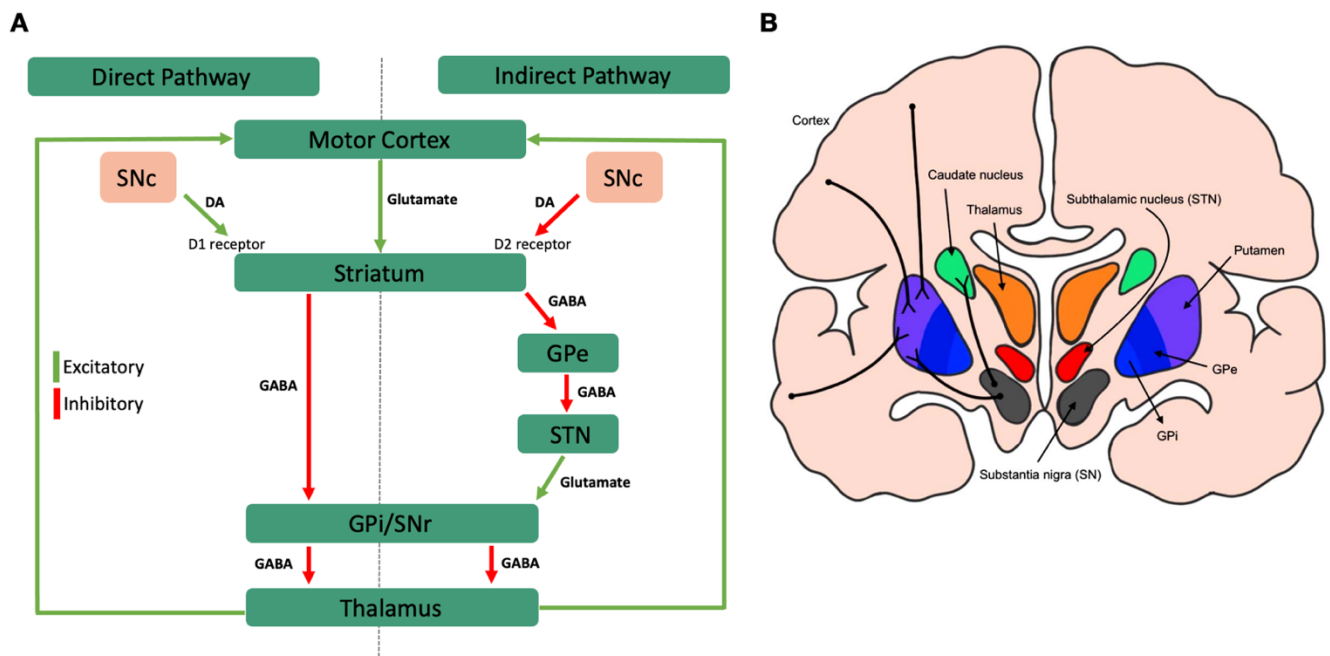 A
Direct Pathway
Indirect Pathway
Motor Cortex
SNc
SNc
DA
Glutamate
DA
D1 receptor
D2 receptor
Striatum
GABA
GPe
Excitatory
Inhibitory
GABA
GABA
STN
Glutamate
GPi/SNr
GABA
GABA
Thalamus
B
Cortex
Caudate nucleus
Thalamus
Subthalamic nucleus (STN)
Putamen
GPe
GPi
Substantia nigra (SN)